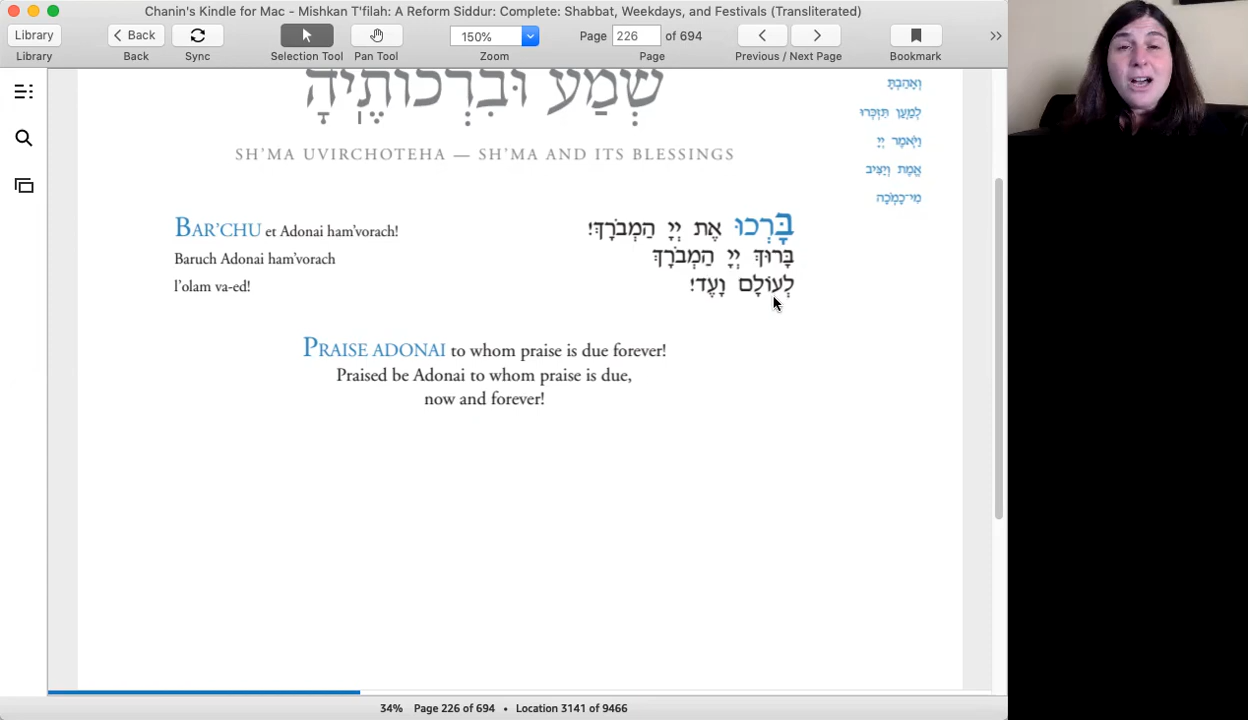 Chanin's Kindle for Mac - Mishkan T'filah: A Reform Siddur: Complete: Shabbat, Weekdays, and Festivals (Transliterated)
Library
Back
150%
Page 226 of 694
Library
Back
Sync
Selection Tool
Pan Tool
Zoom
Page
Previous / Next Page
Bookmark
שְׁמַע וּבִרְכוֹתֶיהָ
SH'MA UVIRCHOTEHA — SH'MA AND ITS BLESSINGS
וְאָהַבְתָּ
לְמַעַן תִּזְכְּרוּ
וַיֹּאמֶר יְיָ
אֱמֶת וְיַצִּיב
מִי־כָמֹכָה
BAR'CHU et Adonai ham'vorach!
Baruch Adonai ham'vorach
l'olam va-ed!
בָּרְכוּ אֶת יְיָ הַמְבֹרָךְ!
בָּרוּךְ יְיָ הַמְבֹרָךְ
לְעוֹלָם וָעֶד!
PRAISE ADONAI to whom praise is due forever!
Praised be Adonai to whom praise is due,
now and forever!
34% Page 226 of 694 • Location 3141 of 9466